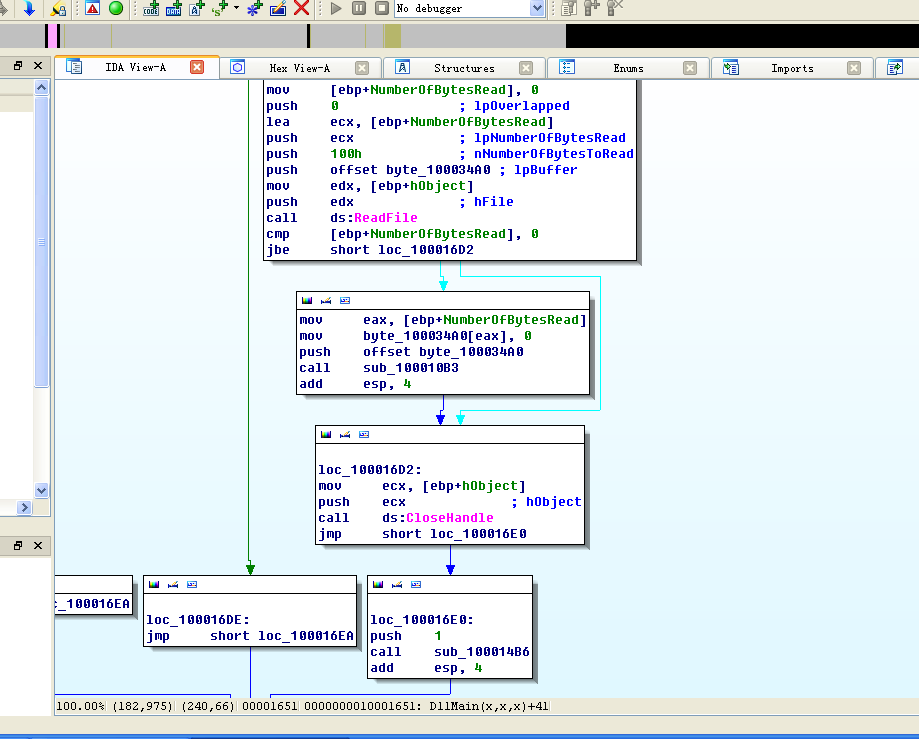 No debugger
IDA View-A
Hex View-A
Structures
Enums
Imports
mov [ebp+NumberOfBytesRead], 0
push 0 ; lpOverlapped
lea ecx, [ebp+NumberOfBytesRead]
push ecx ; lpNumberOfBytesRead
push 100h ; nNumberOfBytesToRead
push offset byte_100034A0 ; lpBuffer
mov edx, [ebp+hObject]
push edx ; hFile
call ds:ReadFile
cmp [ebp+NumberOfBytesRead], 0
jbe short loc_100016D2
mov eax, [ebp+NumberOfBytesRead]
mov byte_100034A0[eax], 0
push offset byte_100034A0
call sub_100010B3
add esp, 4
loc_100016D2:
mov ecx, [ebp+hObject]
push ecx ; hObject
call ds:CloseHandle
jmp short loc_100016E0
c_100016EA
loc_100016DE:
jmp short loc_100016EA
loc_100016E0:
push 1
call sub_100014B6
add esp, 4
100.00% (182,975) (240,66) 00001651 0000000010001651: DllMain(x,x,x)+41